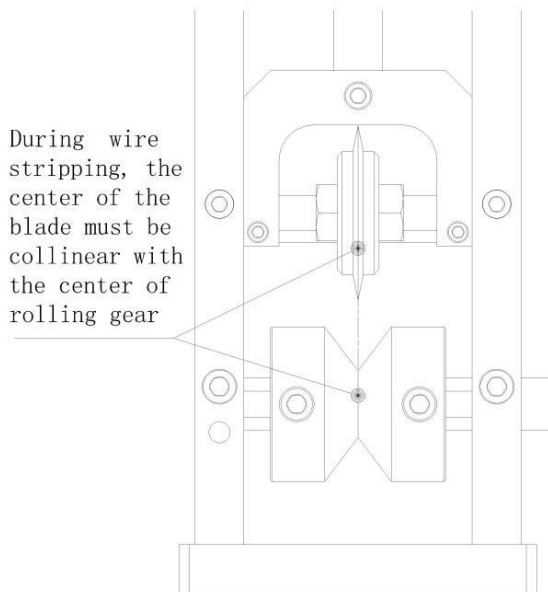 During wire
stripping, the
center of the
blade must be
collinear with
the center of
rolling gear